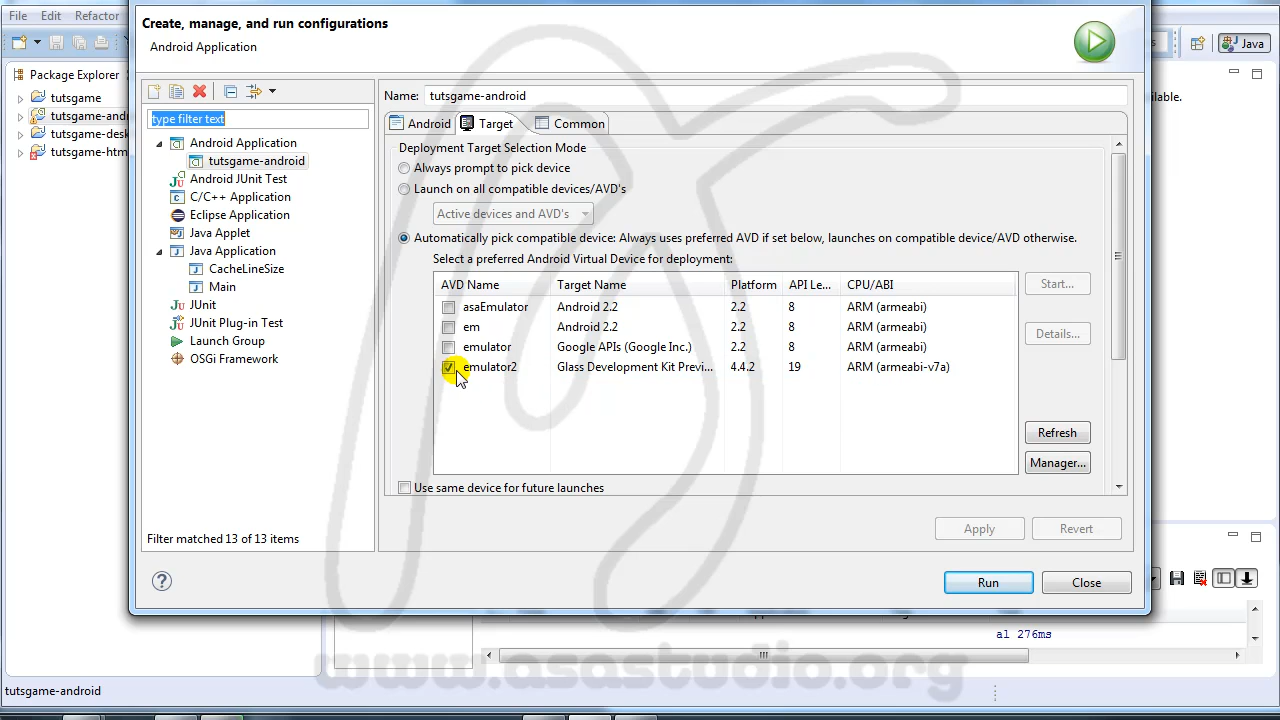 Create, manage, and run configurations
File Edit Refactor
Android Application
Java
Package Explorer
tutsgame
tutsgame-desk
tutsgame-htm
type filter text
Android Application
tutsgame-android
Android JUnit Test
C/C++ Application
Eclipse Application
Java Applet
Java Application
CacheLineSize
Main
JUnit
JUnit Plug-in Test
Launch Group
OSGi Framework
Filter matched 13 of 13 items
Name: tutsgame-android
Android Target Common
Deployment Target Selection Mode
Always prompt to pick device
Launch on all compatible devices/AVD's
Active devices and AVD's
Automatically pick compatible device: Always uses preferred AVD if set below, launches on compatible device/AVD otherwise.
Select a preferred Android Virtual Device for deployment:
AVD Name Target Name Platform API Le... CPU/ABI
asaEmulator Android 2.2 2.2 8 ARM (armeabi)
em Android 2.2 2.2 8 ARM (armeabi)
emulator Google APIs (Google Inc.) 2.2 8 ARM (armeabi)
emulator2 Glass Development Kit Previ... 4.4.2 19 ARM (armeabi-v7a)
Start...
Details...
Refresh
Manager...
Use same device for future launches
Apply Revert
Run Close
ailable.
al 276ms
www.asastudio.org
tutsgame-android